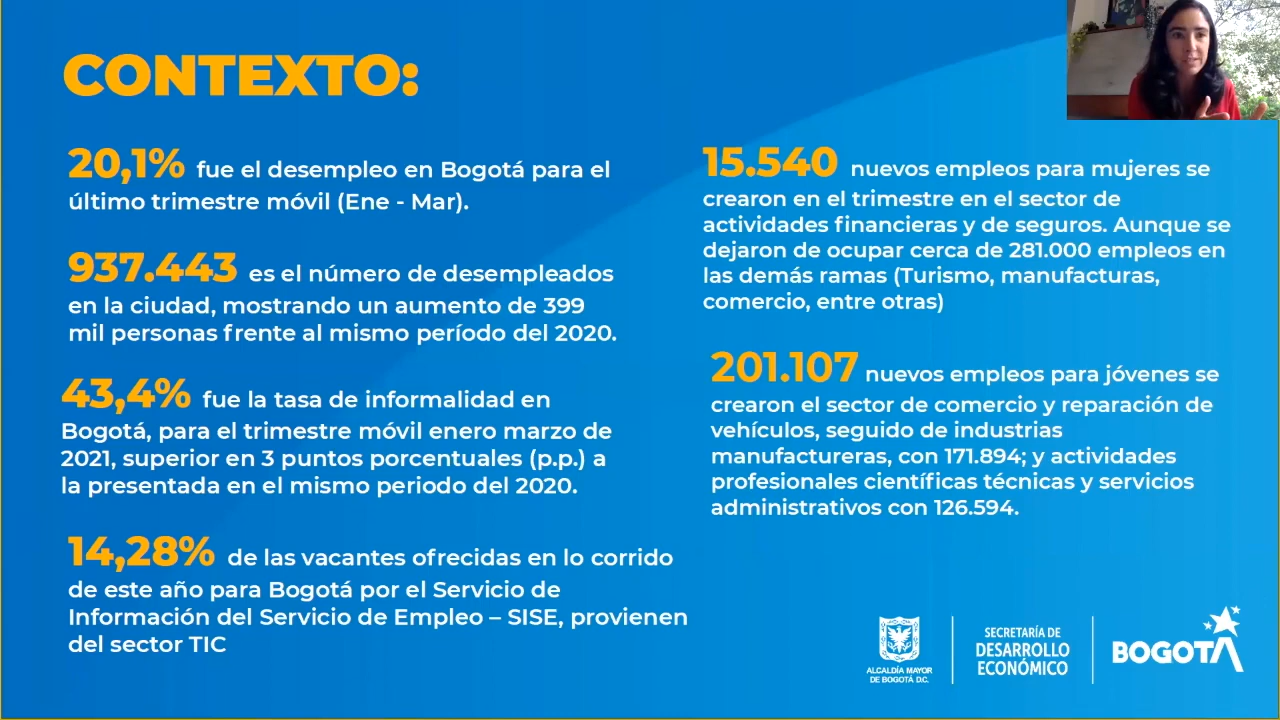 CONTEXTO:
20,1% fue el desempleo en Bogotá para el
último trimestre móvil (Ene - Mar).
937.443 es el número de desempleados
en la ciudad, mostrando un aumento de 399
mil personas frente al mismo período del 2020.
43,4% fue la tasa de informalidad en
Bogotá, para el trimestre móvil enero marzo de
2021, superior en 3 puntos porcentuales (p.p.) a
la presentada en el mismo periodo del 2020.
14,28% de las vacantes ofrecidas en lo corrido
de este año para Bogotá por el Servicio de
Información del Servicio de Empleo – SISE, provienen
del sector TIC
15.540 nuevos empleos para mujeres se
crearon en el trimestre en el sector de
actividades financieras y de seguros. Aunque se
dejaron de ocupar cerca de 281.000 empleos en
las demás ramas (Turismo, manufacturas,
comercio, entre otras)
201.107 nuevos empleos para jóvenes se
crearon el sector de comercio y reparación de
vehículos, seguido de industrias
manufactureras, con 171.894; y actividades
profesionales científicas técnicas y servicios
administrativos con 126.594.
ALCALDÍA MAYOR
DE BOGOTÁ D.C.
SECRETARÍA DE
DESARROLLO
ECONÓMICO
BOGOTÁ